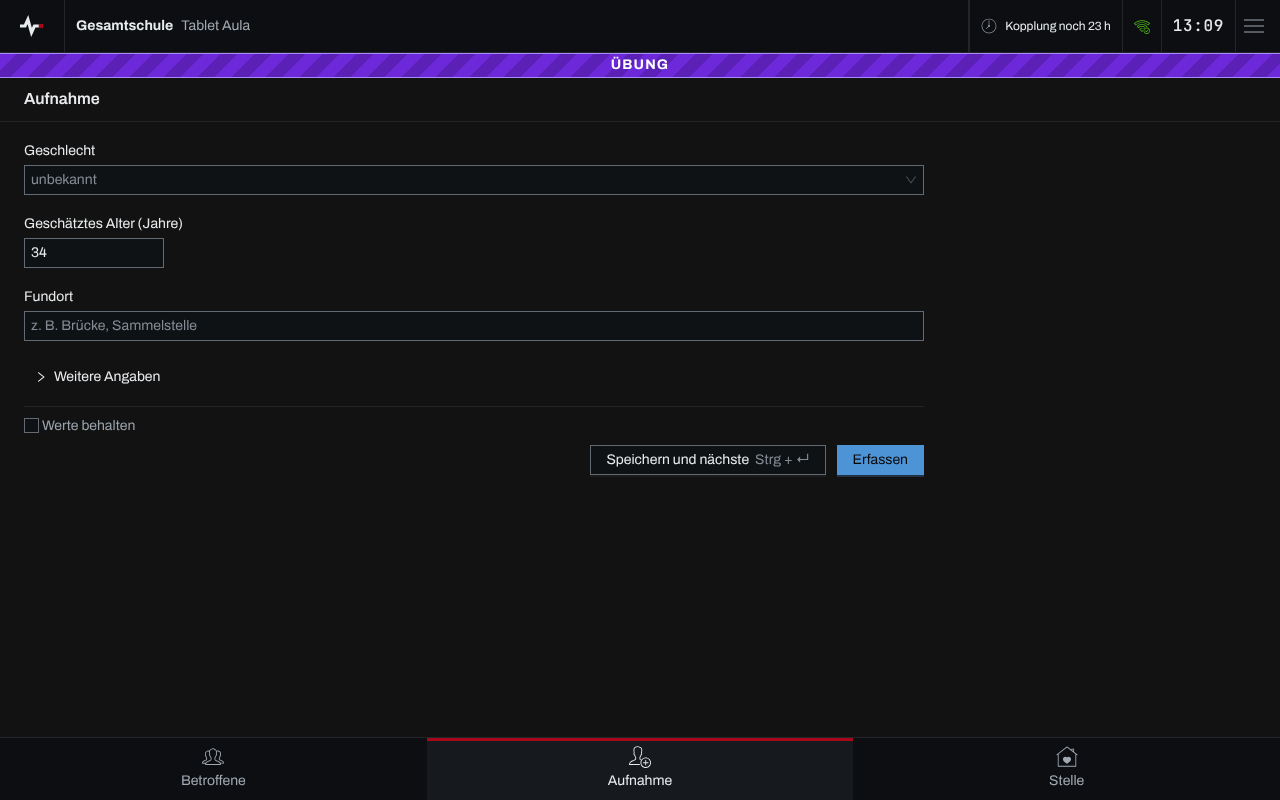 Gesamtschule Tablet Aula
Kopplung noch 23 h
13:09
ÜBUNG
Aufnahme
Geschlecht
unbekannt
Geschätztes Alter (Jahre)
34
Fundort
z. B. Brücke, Sammelstelle
Weitere Angaben
Werte behalten
Speichern und nächste Strg + ↵
Erfassen
Betroffene
Aufnahme
Stelle